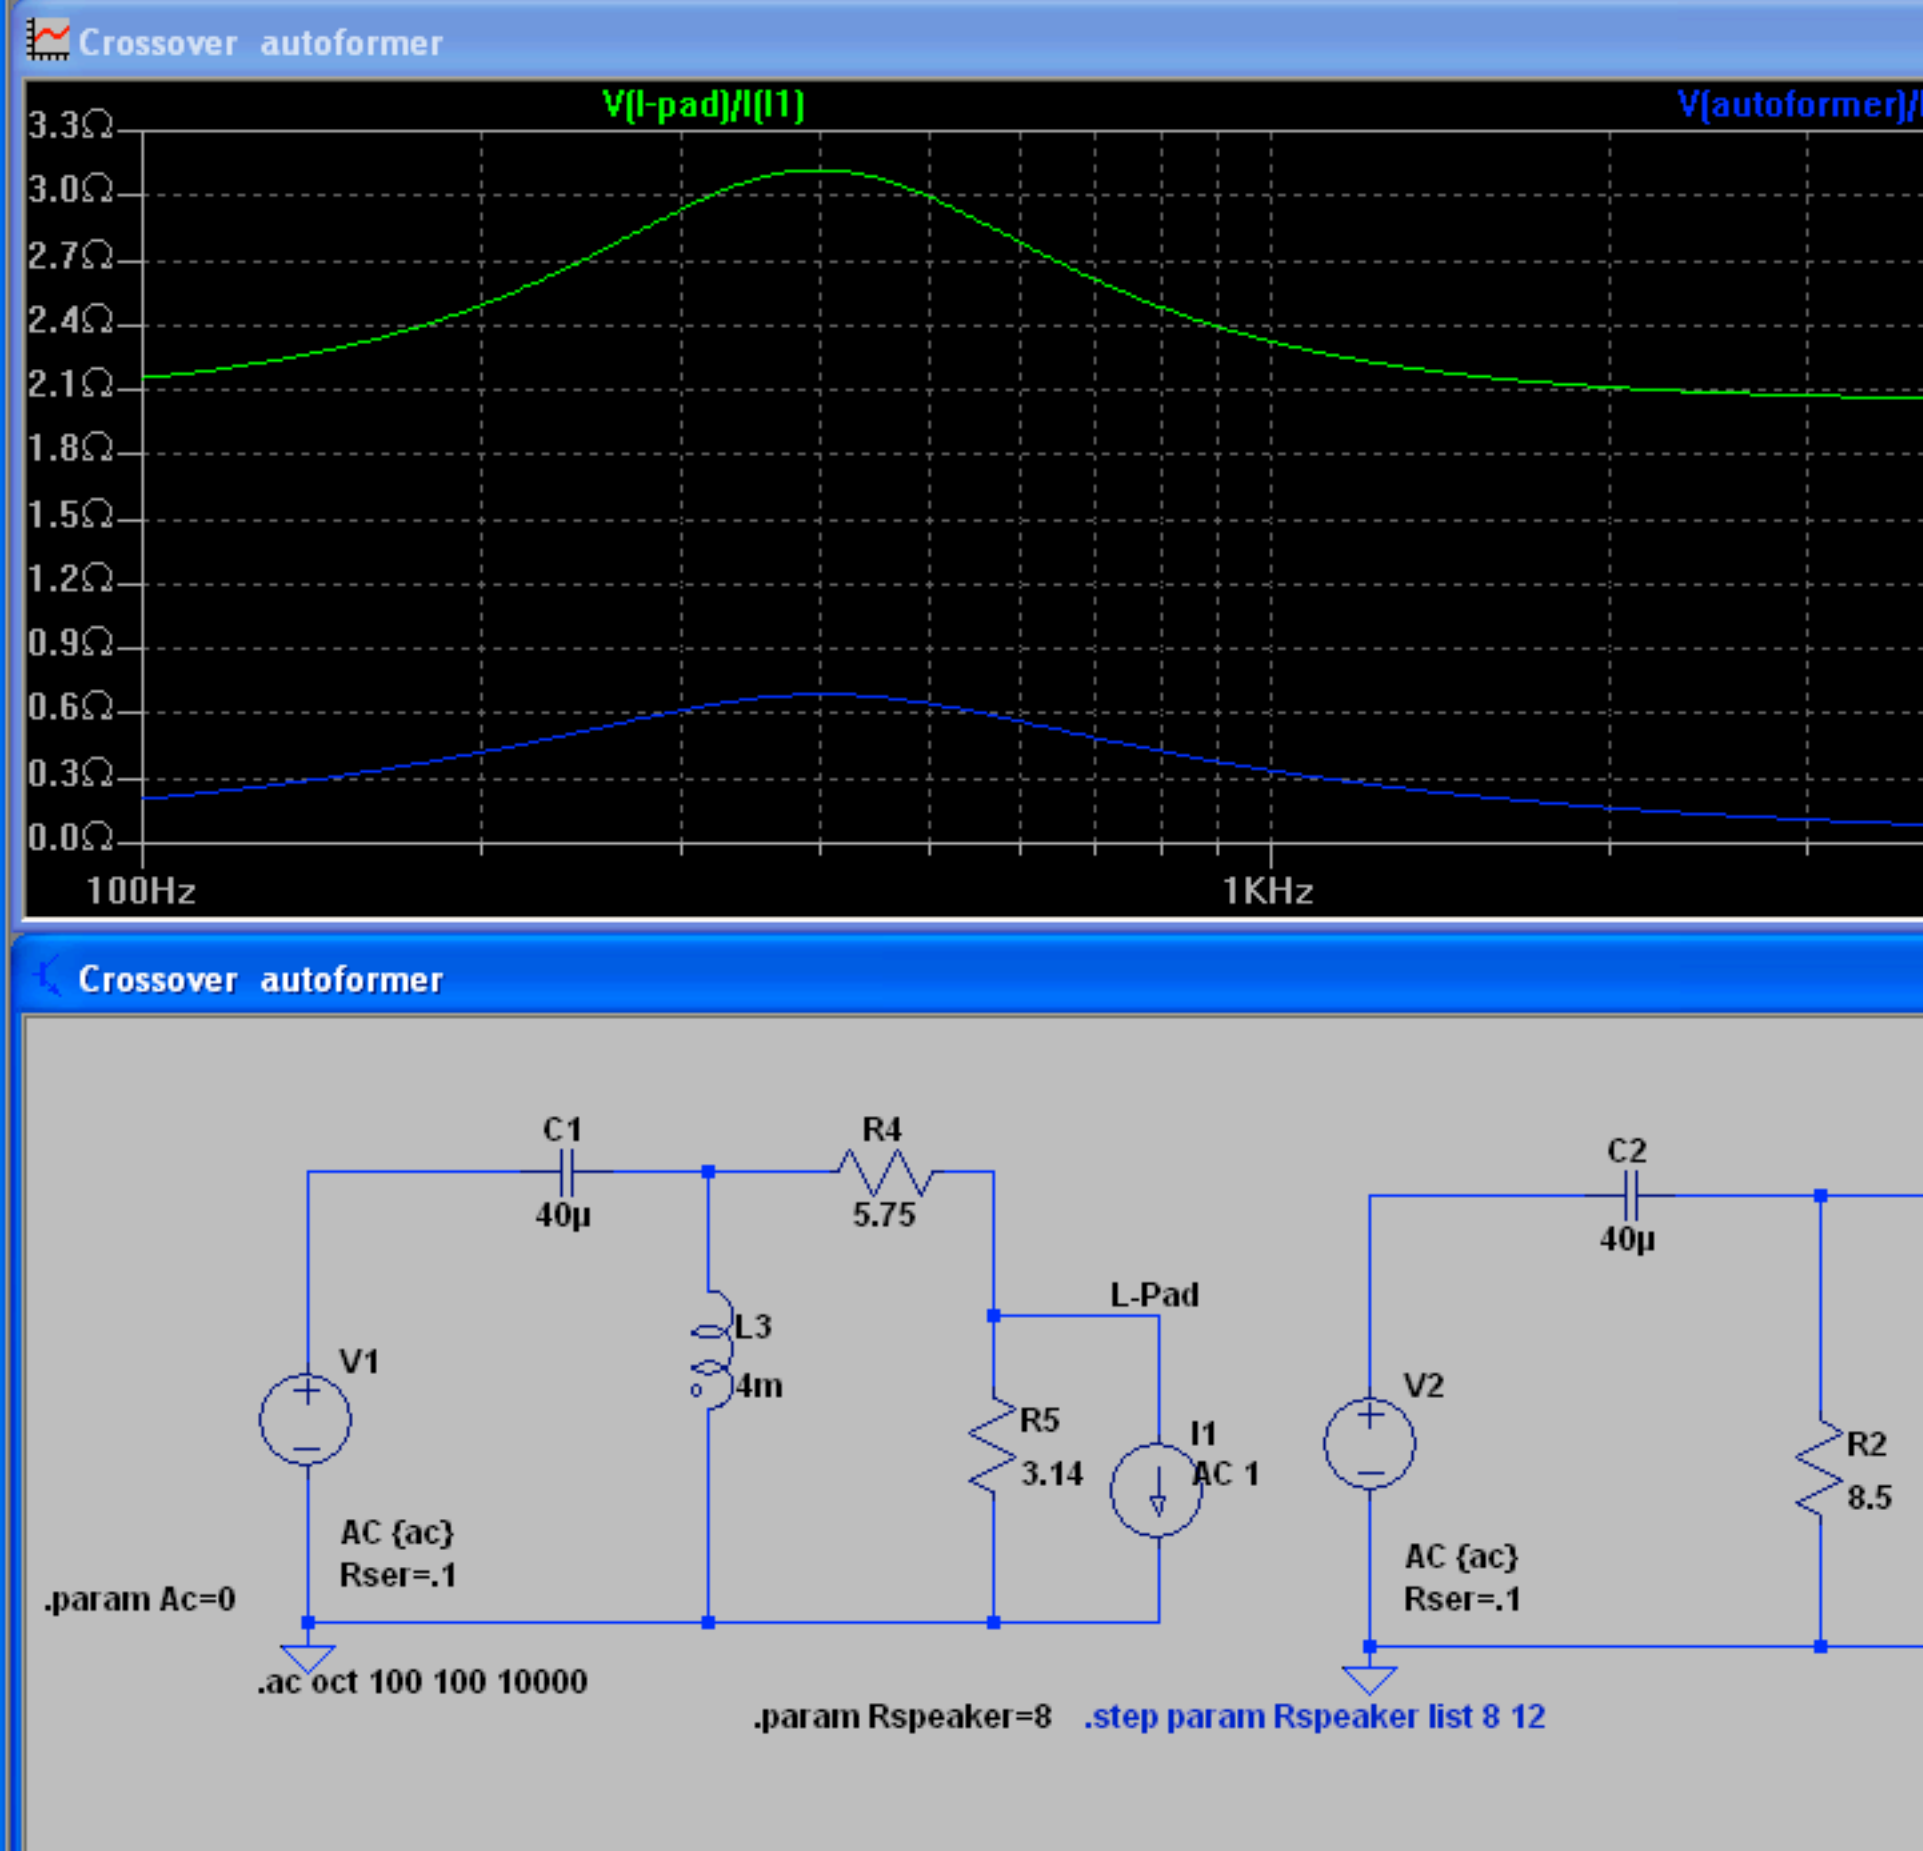 Crossover autoformer
V(l-pad)/I(I1)
V(autoformer)/I
3.3Ω
3.0Ω
2.7Ω
2.4Ω
2.1Ω
1.8Ω
1.5Ω
1.2Ω
0.9Ω
0.6Ω
0.3Ω
0.0Ω
100Hz
1KHz
Crossover autoformer
C1
40µ
R4
5.75
C2
40µ
L-Pad
L3
4m
V1
V2
R5
3.14
I1
AC 1
R2
8.5
AC {ac}
Rser=.1
AC {ac}
Rser=.1
.param Ac=0
.ac oct 100 100 10000
.param Rspeaker=8
.step param Rspeaker list 8 12